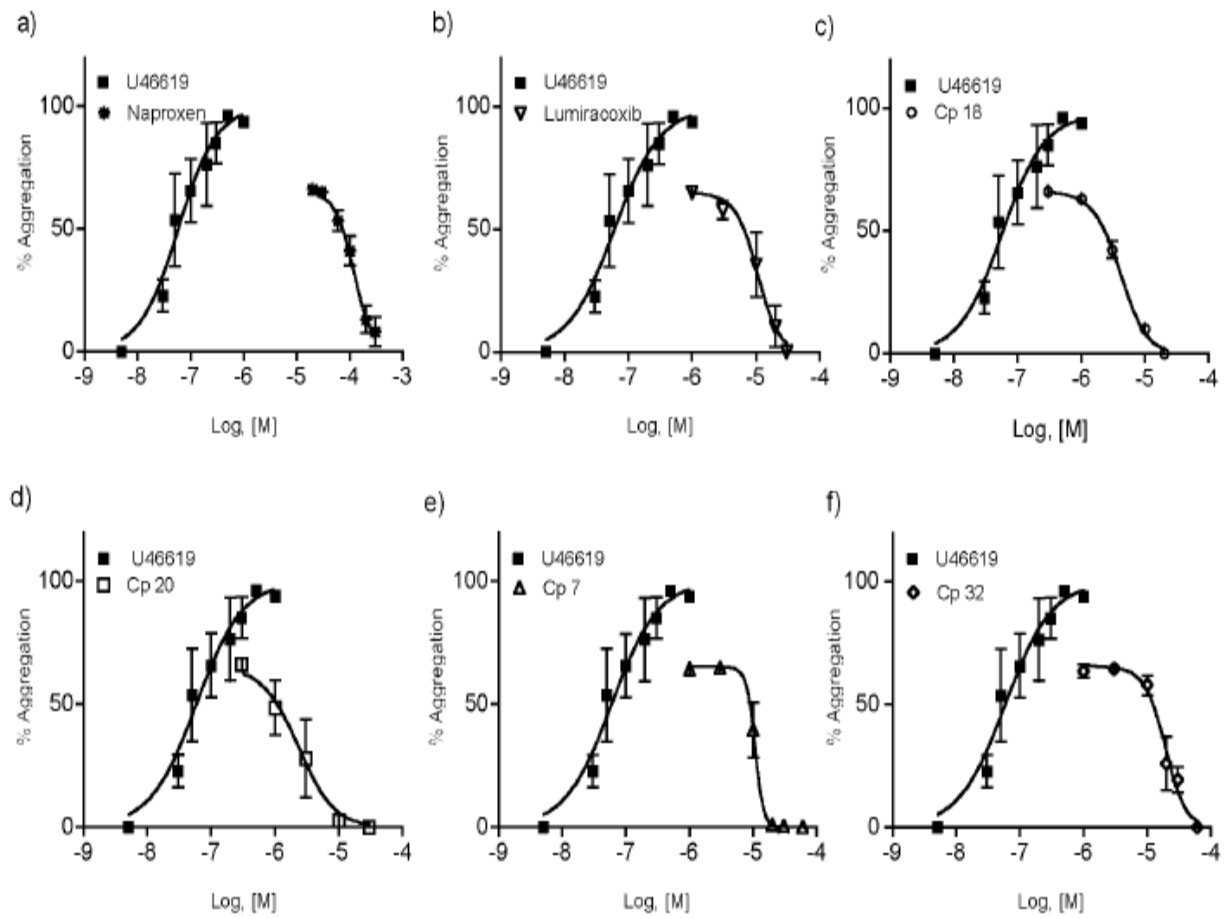 a)
U46619
Naproxen
% Aggregation
100
50
0
-9 -8 -7 -6 -5 -4 -3
Log, [M]
b)
U46619
Lumiracoxib
% Aggregation
100
50
0
-9 -8 -7 -6 -5 -4
Log, [M]
c)
U46619
Cp 18
% Aggregation
100
50
0
-9 -8 -7 -6 -5 -4
Log, [M]
d)
U46619
Cp 20
% Aggregation
100
50
0
-9 -8 -7 -6 -5 -4
Log, [M]
e)
U46619
Cp 7
% Aggregation
100
50
0
-9 -8 -7 -6 -5 -4
Log, [M]
f)
U46619
Cp 32
% Aggregation
100
50
0
-9 -8 -7 -6 -5 -4
Log, [M]